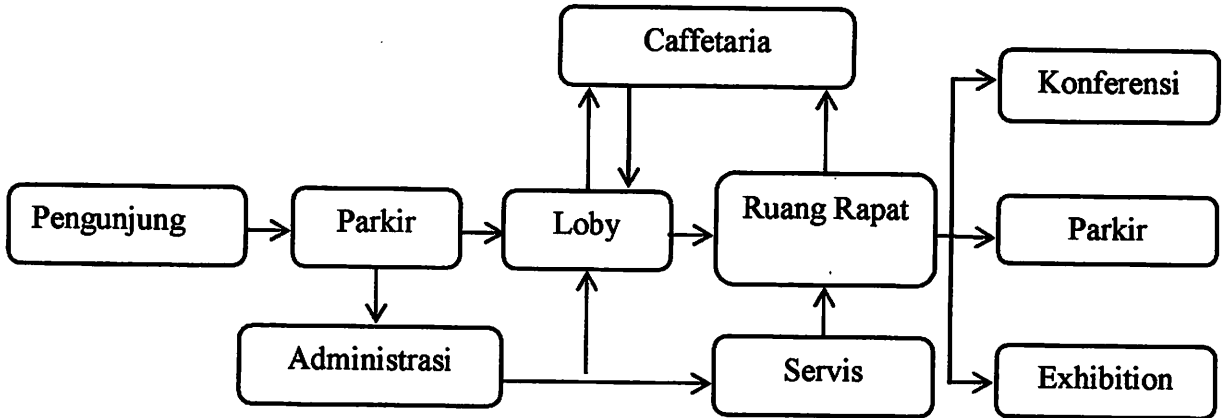 Caffetaria
Konferensi
Pengunjung
Parkir
Loby
Ruang Rapat
Parkir
Administrasi
Servis
Exhibition